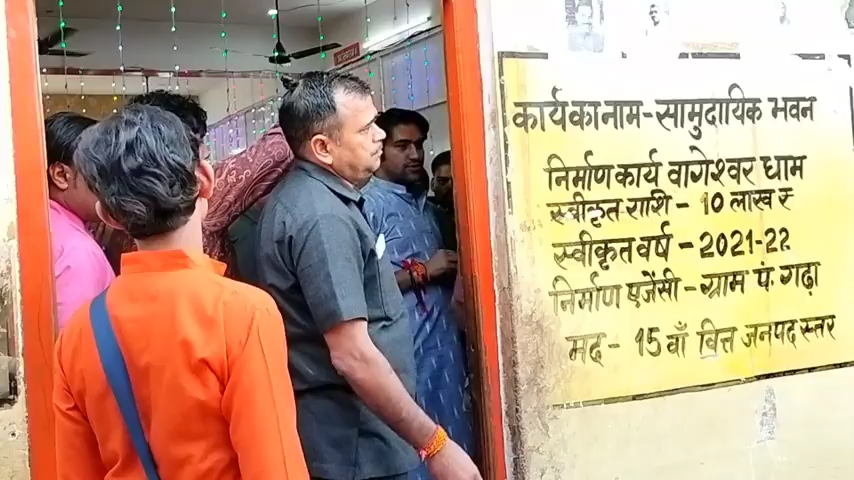 कार्य का नाम - सामुदायिक भवन
निर्माण कार्य वागेश्वर धाम
स्वीकृत राशि - 10 लाख रु
स्वीकृत वर्ष - 2021-22
निर्माण एजेंसी - ग्राम पं. गढ़ा
मद - 15 वाँ वित्त जनपद स्तर